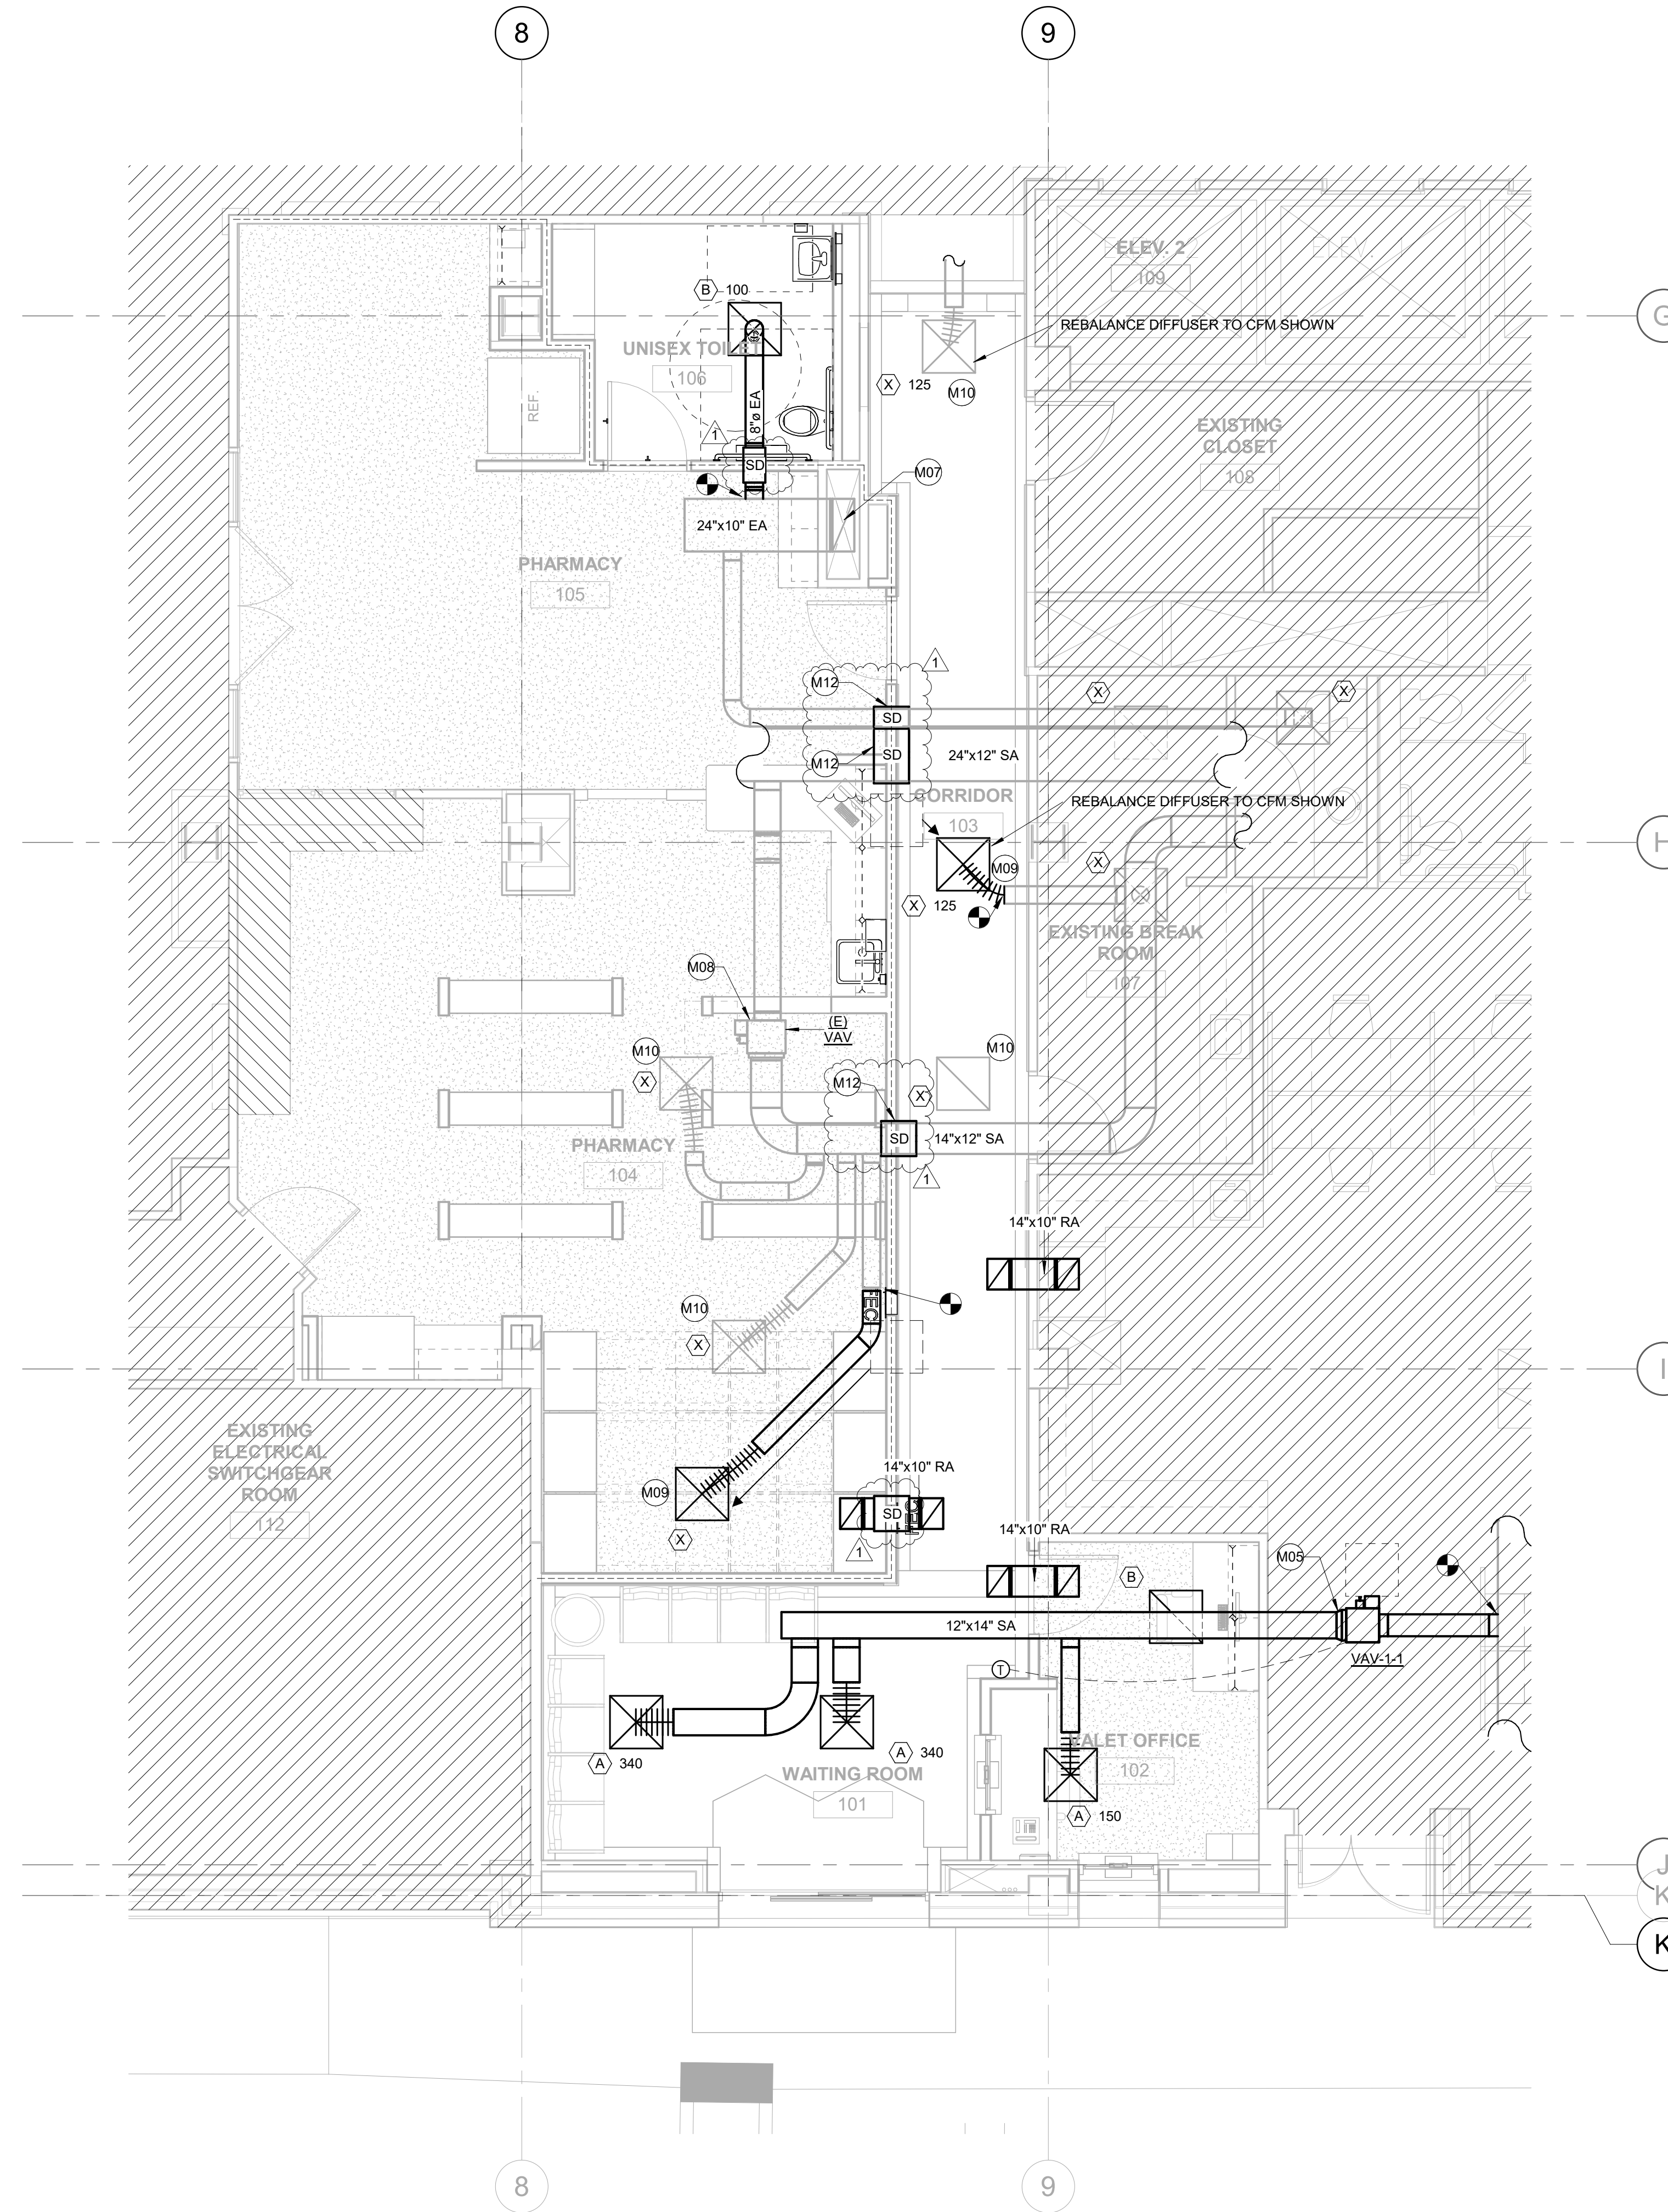 8
9
ELEV. 2
109
ELEV.
G
B 100
REBALANCE DIFFUSER TO CFM SHOWN
UNISEX TOILET
106
X 125
M10
REF.
8"ø EA
EXISTING
CLOSET
108
1
SD
M07
24"x10" EA
PHARMACY
105
1
M12
X
X
SD
M12
SD
24"x12" SA
CORRIDOR
103
REBALANCE DIFFUSER TO CFM SHOWN
H
M09
X
X 125
EXISTING BREAK
ROOM
107
M08
(E)
VAV
M10
M10
X
M12
X
SD
14"x12" SA
PHARMACY
104
1
14"x10" RA
FEC
M10
X
I
EXISTING
ELECTRICAL
SWITCHGEAR
ROOM
112
14"x10" RA
M09
SD
FEC
X
1
14"x10" RA
M05
B
12"x14" SA
VAV-1-1
T
A 340
A 340
VALET OFFICE
102
WAITING ROOM
101
A 150
J
K
K
8
9